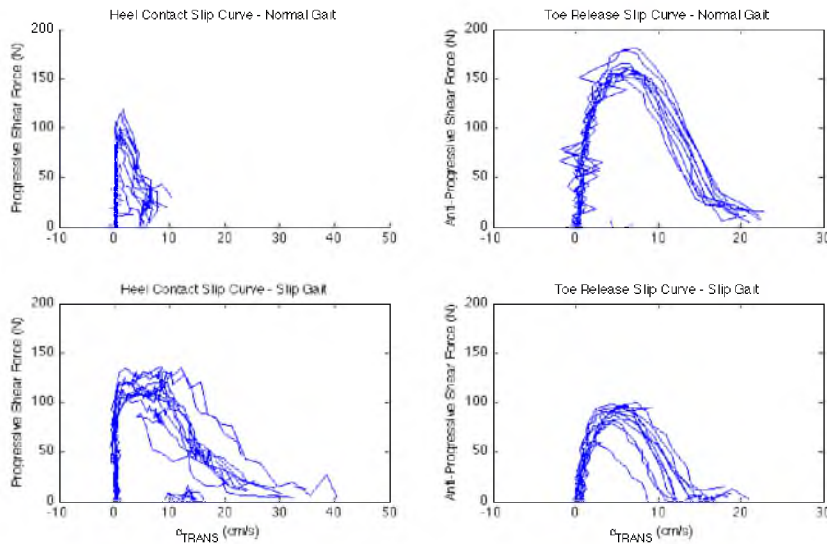 Heel Contact Slip Curve - Normal Gait
Progressive Shear Force (N)
200
150
100
50
0
-10 0 10 20 30 40 50
Toe Release Slip Curve - Normal Gait
Anti-Progressive Shear Force (N)
200
150
100
50
0
-10 0 10 20 30
Heel Contact Slip Curve - Slip Gait
Progressive Shear Force (N)
200
150
100
50
0
-10 0 10 20 30 40 50
cTRANS (cm/s)
Toe Release Slip Curve - Slip Gait
Anti-Progressive Shear Force (N)
200
150
100
50
0
-10 0 10 20 30
cTRANS (cm/s)